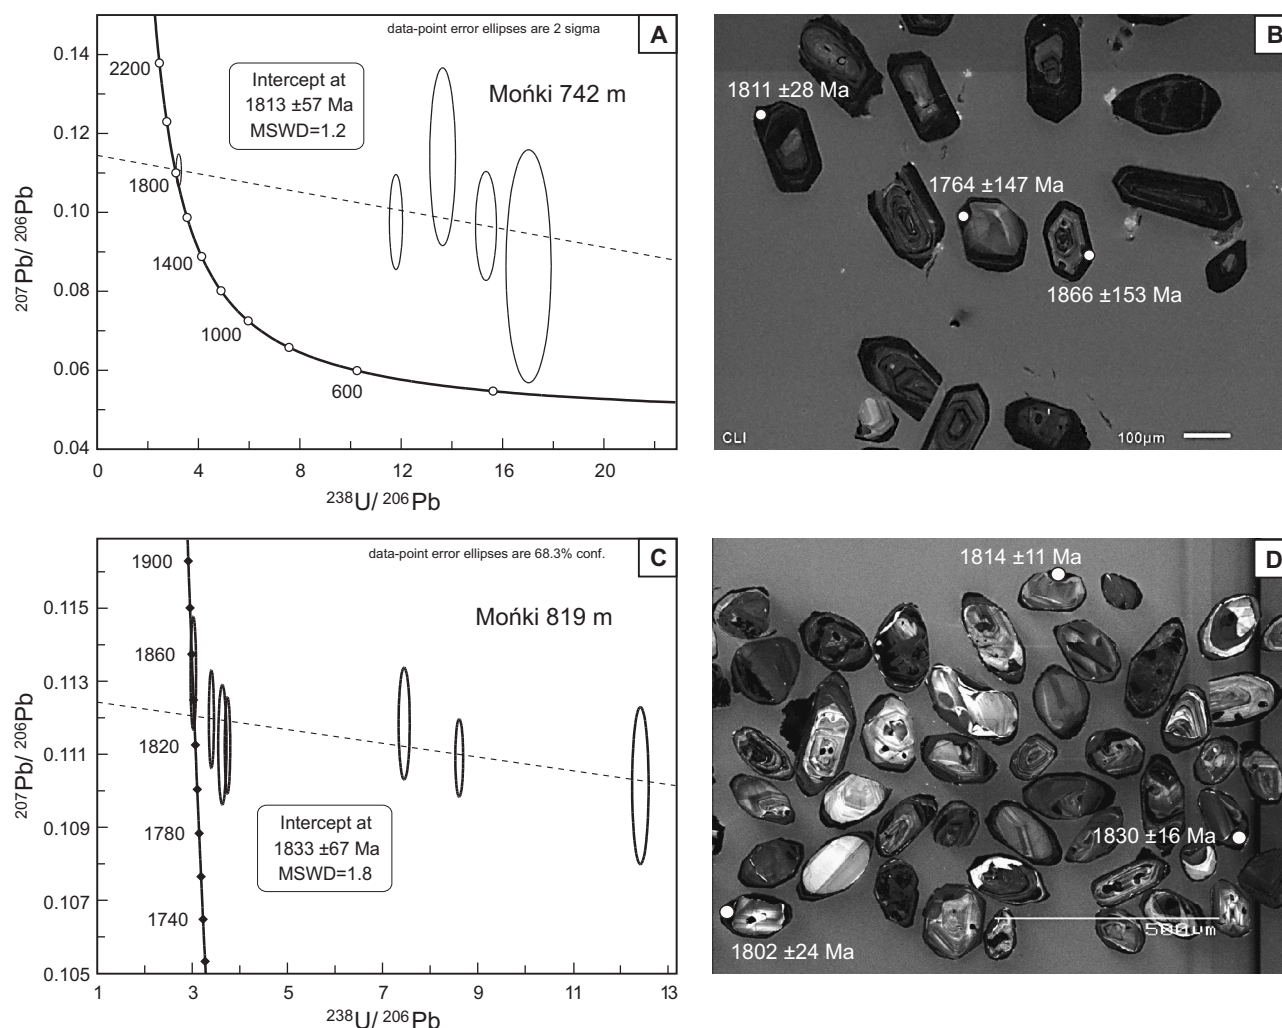 data-point error ellipses are 2 sigma
A
0.14
2200
Intercept at
1813 ±57 Ma
MSWD=1.2
Mońki 742 m
0.12
1800
0.10
1400
0.08
1000
0.06
600
0.04
0
4
8
12
16
20
207Pb/ 206Pb
238U/ 206Pb
B
1811 ±28 Ma
1764 ±147 Ma
1866 ±153 Ma
CLI
100µm
data-point error ellipses are 68.3% conf.
C
1900
Mońki 819 m
0.115
1860
0.113
1820
0.111
1780
0.109
Intercept at
1833 ±67 Ma
MSWD=1.8
0.107
1740
0.105
1
3
5
7
9
11
13
207Pb/ 206Pb
238U/ 206Pb
D
1814 ±11 Ma
1830 ±16 Ma
1802 ±24 Ma
500µm